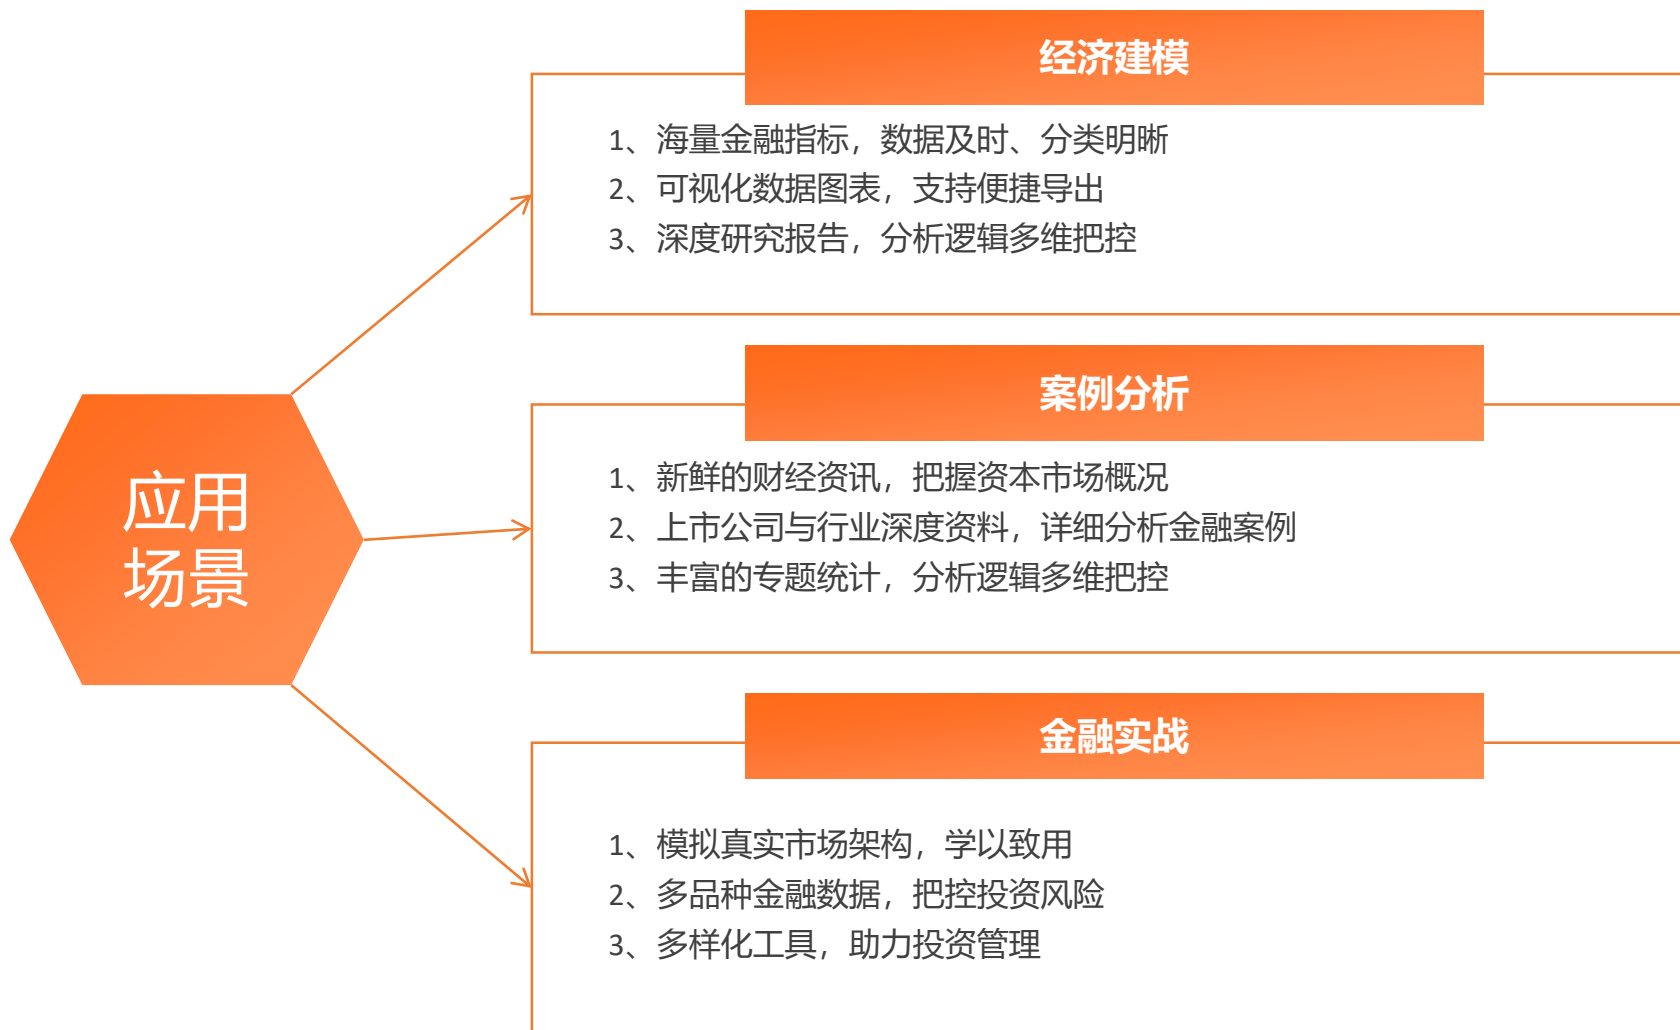 应用
场景
经济建模
1、海量金融指标，数据及时、分类明晰
2、可视化数据图表，支持便捷导出
3、深度研究报告，分析逻辑多维把控
案例分析
1、新鲜的财经资讯，把握资本市场概况
2、上市公司与行业深度资料，详细分析金融案例
3、丰富的专题统计，分析逻辑多维把控
金融实战
1、模拟真实市场架构，学以致用
2、多品种金融数据，把控投资风险
3、多样化工具，助力投资管理